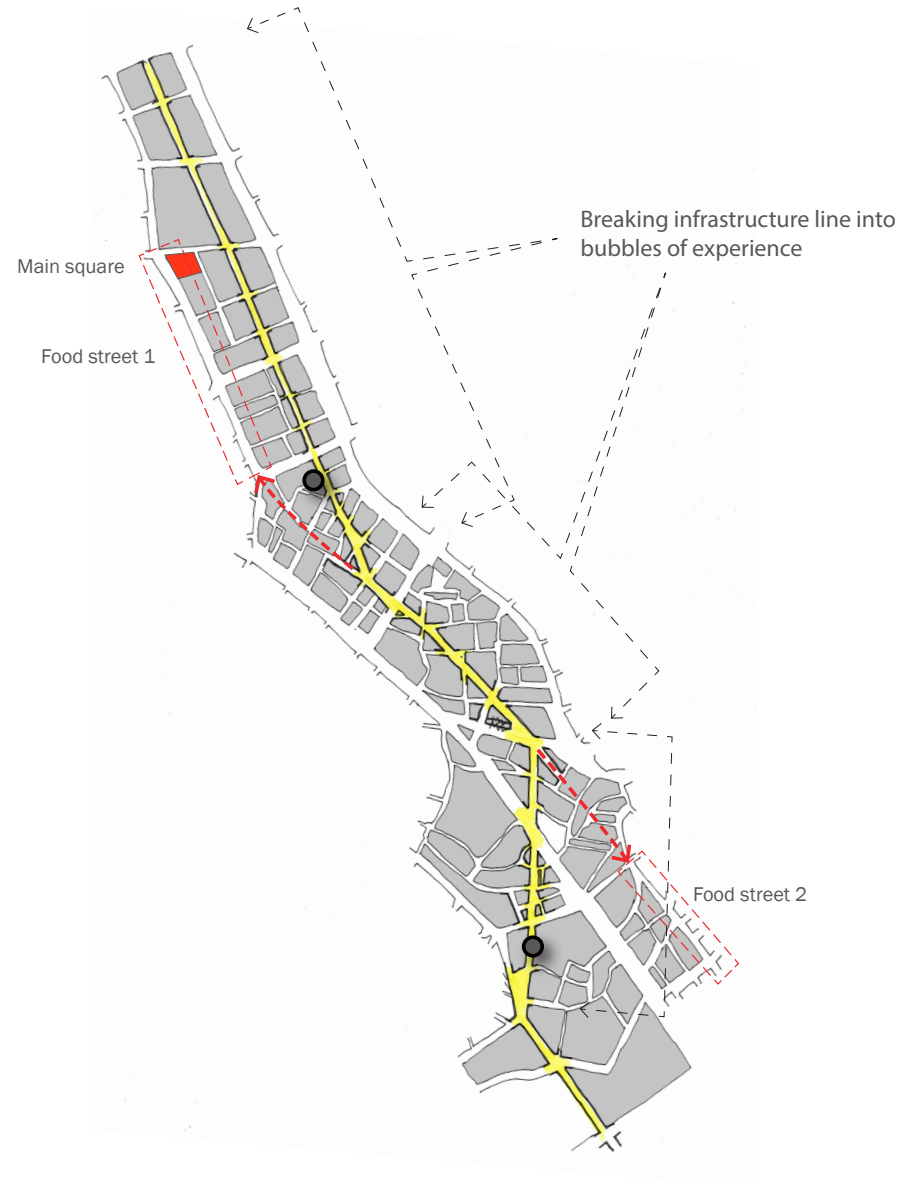 Breaking infrastructure line into
bubbles of experience
Main square
Food street 1
Food street 2